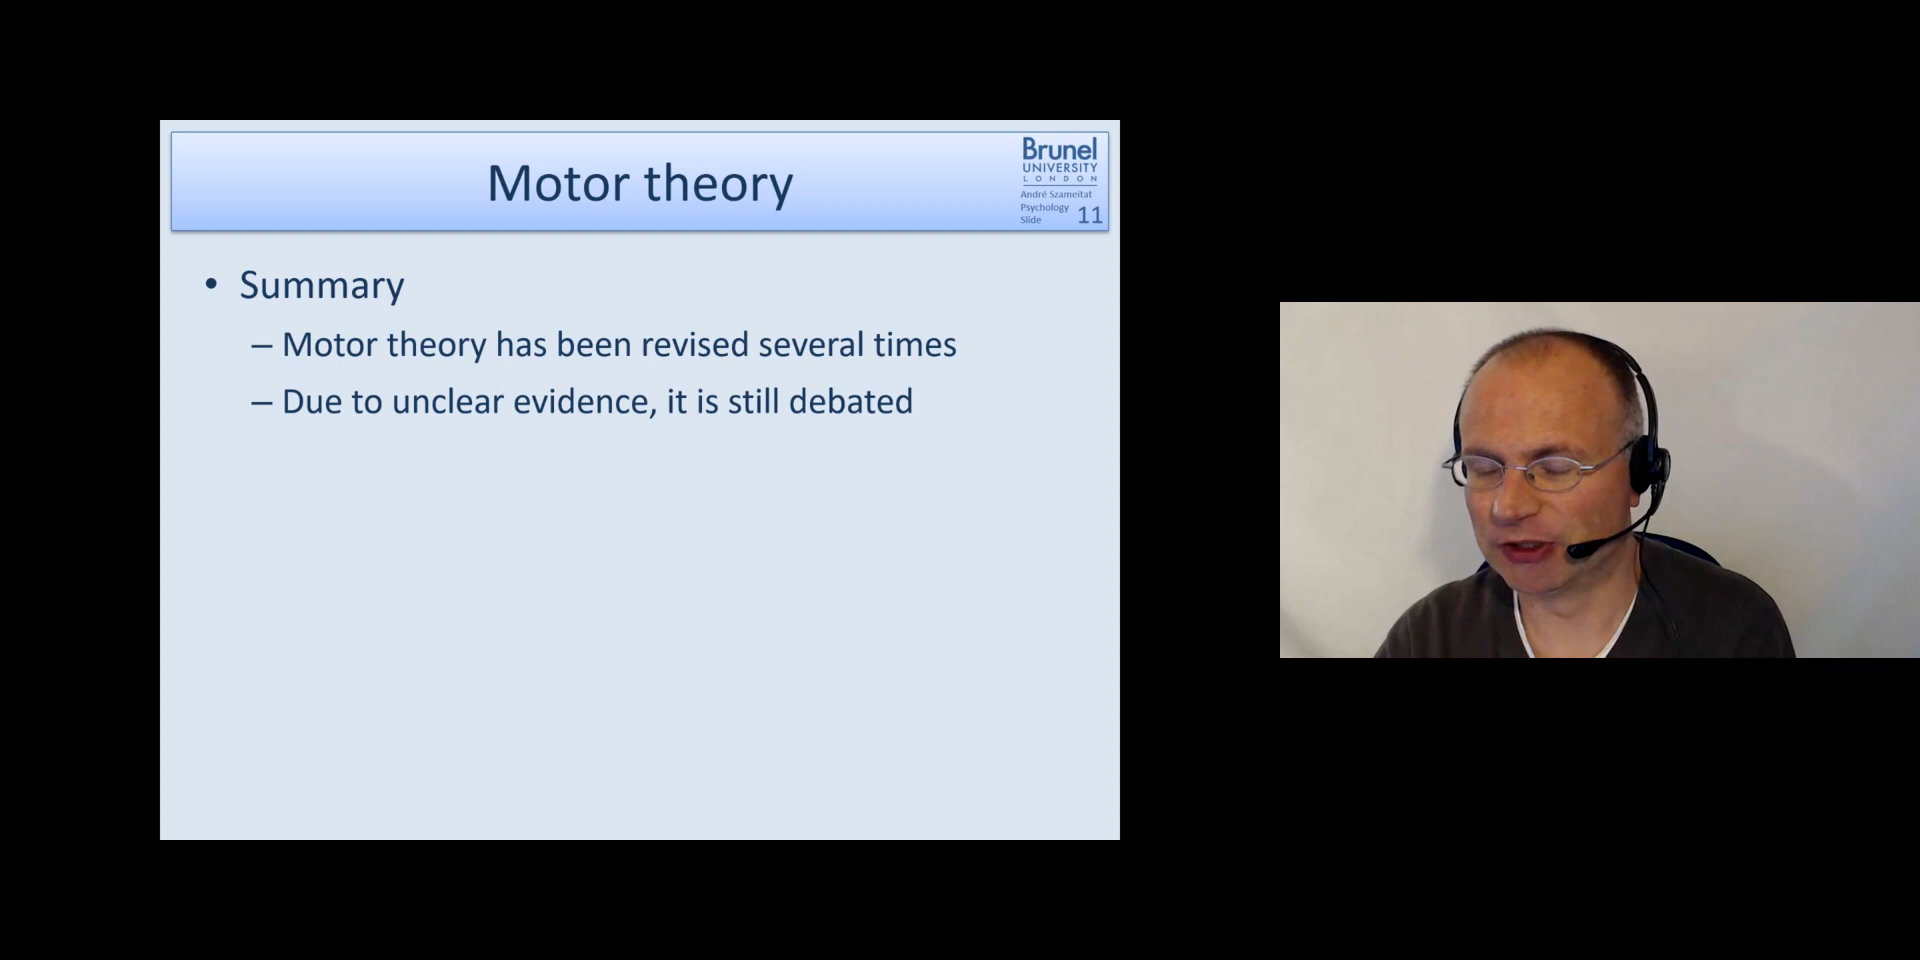 Motor theory
Brunel
UNIVERSITY
LONDON
André Szameitat
Psychology
Slide 11
• Summary
– Motor theory has been revised several times
– Due to unclear evidence, it is still debated